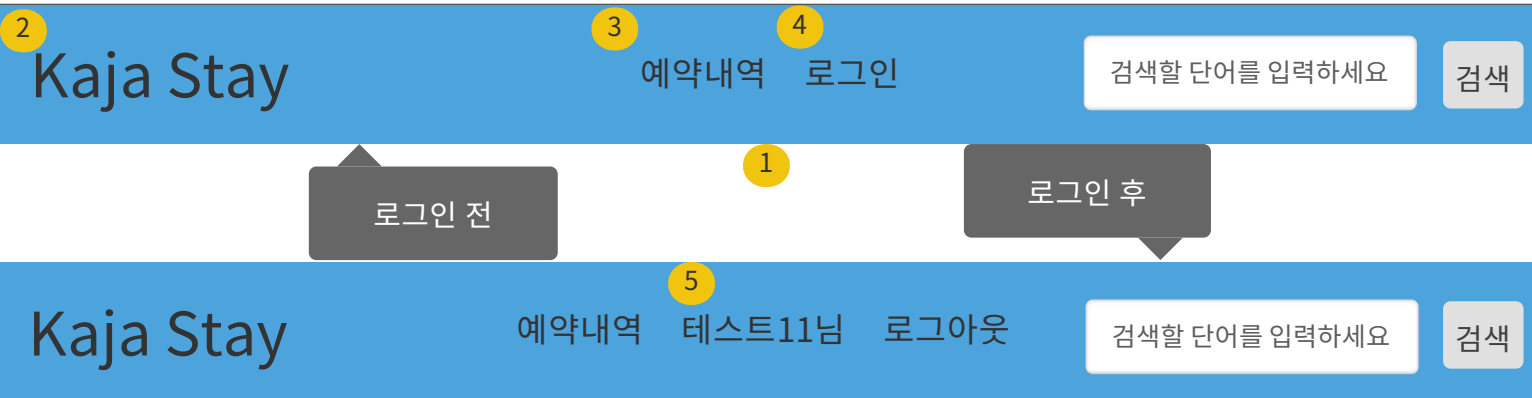 2
3
4
Kaja Stay
예약내역
로그인
검색할 단어를 입력하세요
검색
1
로그인 전
로그인 후
5
Kaja Stay
예약내역
테스트11님
로그아웃
검색할 단어를 입력하세요
검색